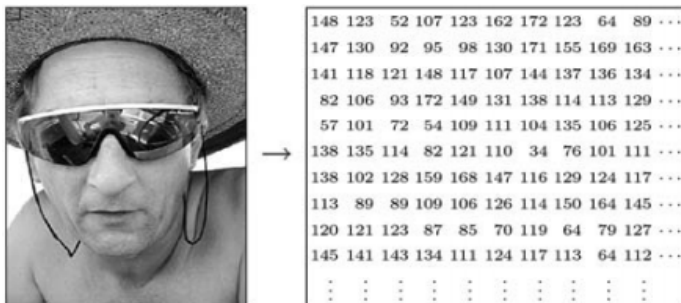 148 123 52 107 123 162 172 123 64 89 ···
147 130 92 95 98 130 171 155 169 163 ···
141 118 121 148 117 107 144 137 136 134 ···
82 106 93 172 149 131 138 114 113 129 ···
57 101 72 54 109 111 104 135 106 125 ···
138 135 114 82 121 110 34 76 101 111 ···
138 102 128 159 168 147 116 129 124 117 ···
113 89 89 109 106 126 114 150 164 145 ···
120 121 123 87 85 70 119 64 79 127 ···
145 141 143 134 111 124 117 113 64 112 ···
⋮ ⋮ ⋮ ⋮ ⋮ ⋮ ⋮ ⋮ ⋮ ⋮